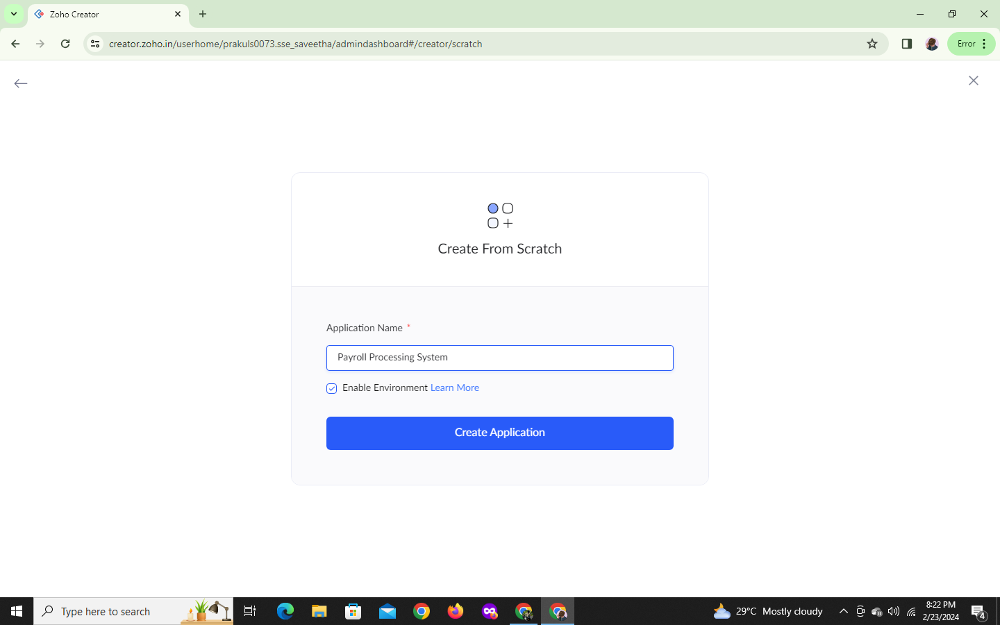 Zoho Creator
creator.zoho.in/userhome/prakuls0073.sse_saveetha/admindashboard#/creator/scratch
Error
Create From Scratch
Application Name *
Payroll Processing System
Enable Environment Learn More
Create Application
Type here to search
29°C Mostly cloudy
8:22 PM
2/23/2024
4